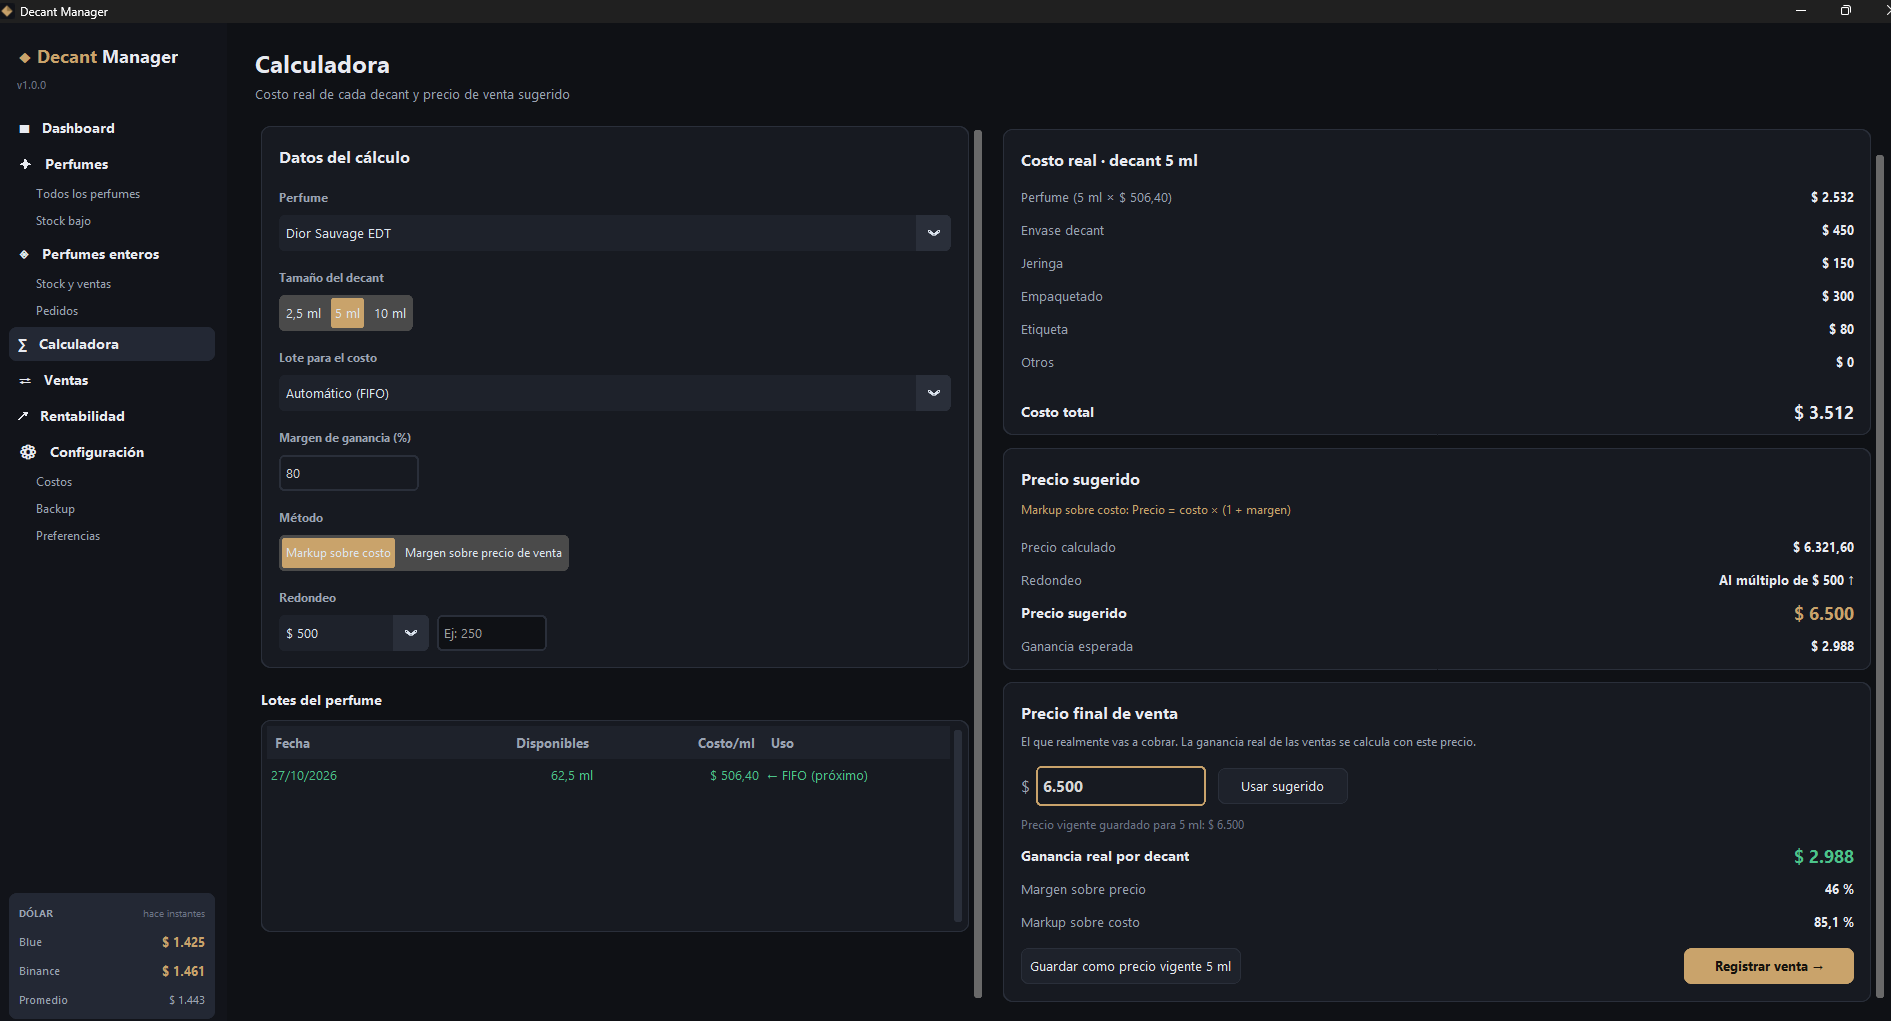 Decant Manager
Decant Manager
v1.0.0
Dashboard
Perfumes
Todos los perfumes
Stock bajo
Perfumes enteros
Stock y ventas
Pedidos
Calculadora
Ventas
Rentabilidad
Configuración
Costos
Backup
Preferencias
DÓLAR hace instantes
Blue $ 1.425
Binance $ 1.461
Promedio $ 1.443
Calculadora
Costo real de cada decant y precio de venta sugerido
Datos del cálculo
Perfume
Dior Sauvage EDT
Tamaño del decant
2,5 ml 5 ml 10 ml
Lote para el costo
Automático (FIFO)
Margen de ganancia (%)
80
Método
Markup sobre costo Margen sobre precio de venta
Redondeo
$ 500 Ej: 250
Lotes del perfume
Fecha Disponibles Costo/ml Uso
27/10/2026 62,5 ml $ 506,40 ← FIFO (próximo)
Costo real · decant 5 ml
Perfume (5 ml × $ 506,40) $ 2.532
Envase decant $ 450
Jeringa $ 150
Empaquetado $ 300
Etiqueta $ 80
Otros $ 0
Costo total $ 3.512
Precio sugerido
Markup sobre costo: Precio = costo × (1 + margen)
Precio calculado $ 6.321,60
Redondeo Al múltiplo de $ 500 ↑
Precio sugerido $ 6.500
Ganancia esperada $ 2.988
Precio final de venta
El que realmente vas a cobrar. La ganancia real de las ventas se calcula con este precio.
$ 6.500 Usar sugerido
Precio vigente guardado para 5 ml: $ 6.500
Ganancia real por decant $ 2.988
Margen sobre precio 46 %
Markup sobre costo 85,1 %
Guardar como precio vigente 5 ml Registrar venta →